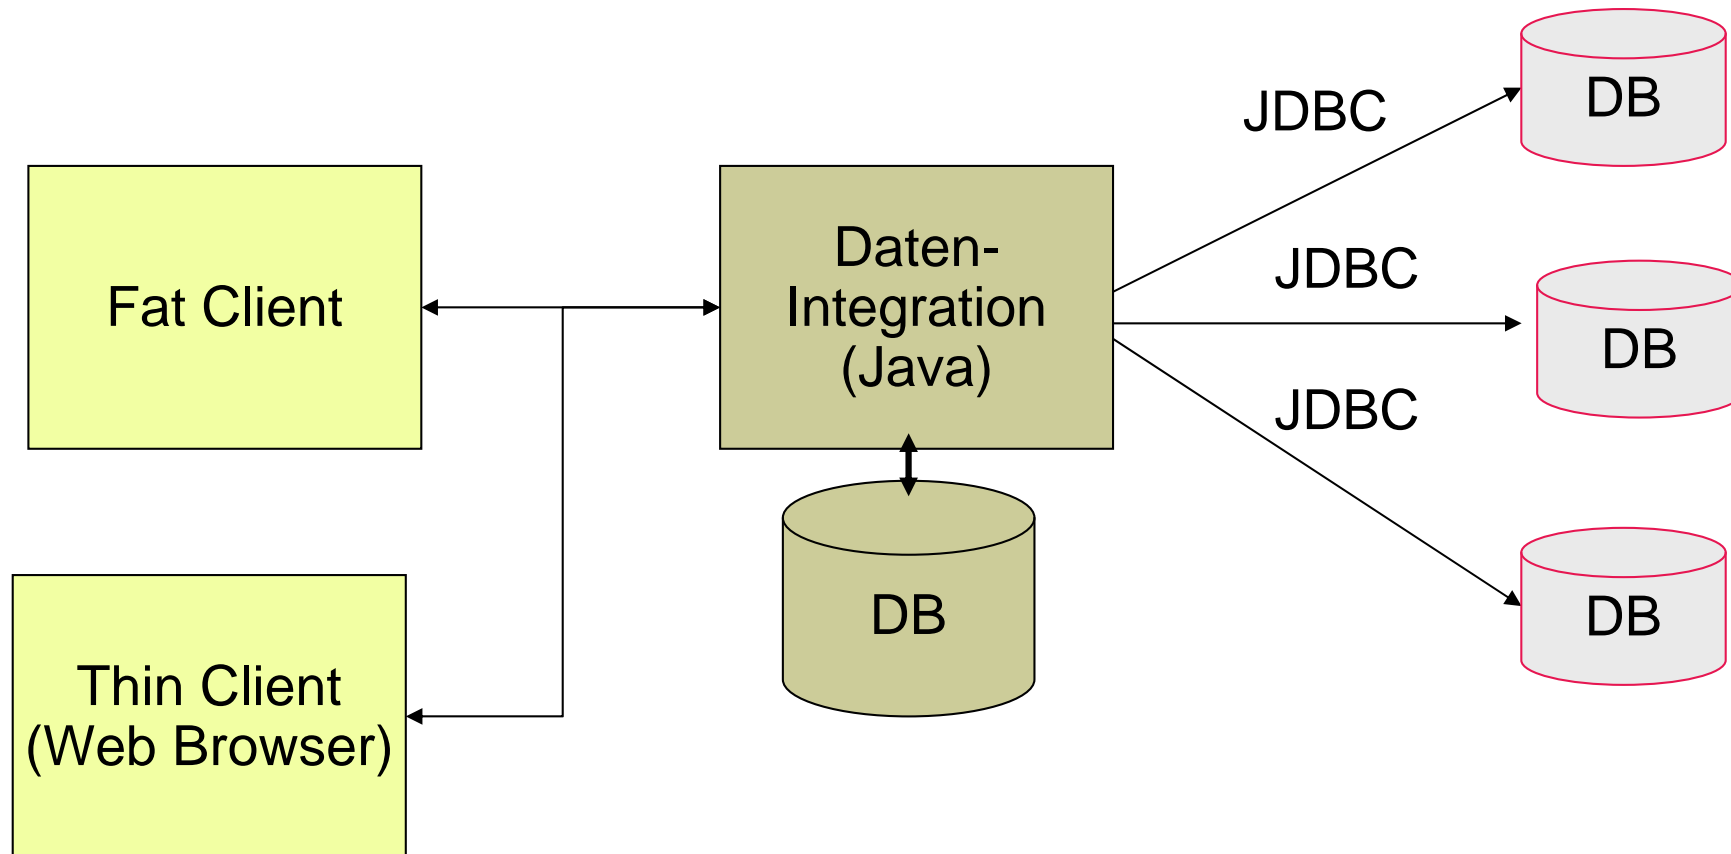 Fat Client
Thin Client
(Web Browser)
Daten-
Integration
(Java)
DB
JDBC
JDBC
JDBC
DB
DB
DB